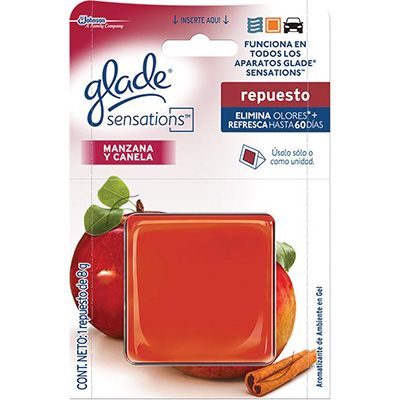 SC Johnson
A Family Company
INSERTE AQUÍ
glade
sensations™
MANZANA
Y CANELA
FUNCIONA EN
TODOS LOS
APARATOS GLADE®
SENSATIONS™
repuesto
ELIMINA OLORES*+
REFRESCA HASTA 60 DÍAS
Úsalo sólo o
como unidad.
CONT.NETO:1 repuesto de 8 g
Aromatizante de Ambiente en Gel